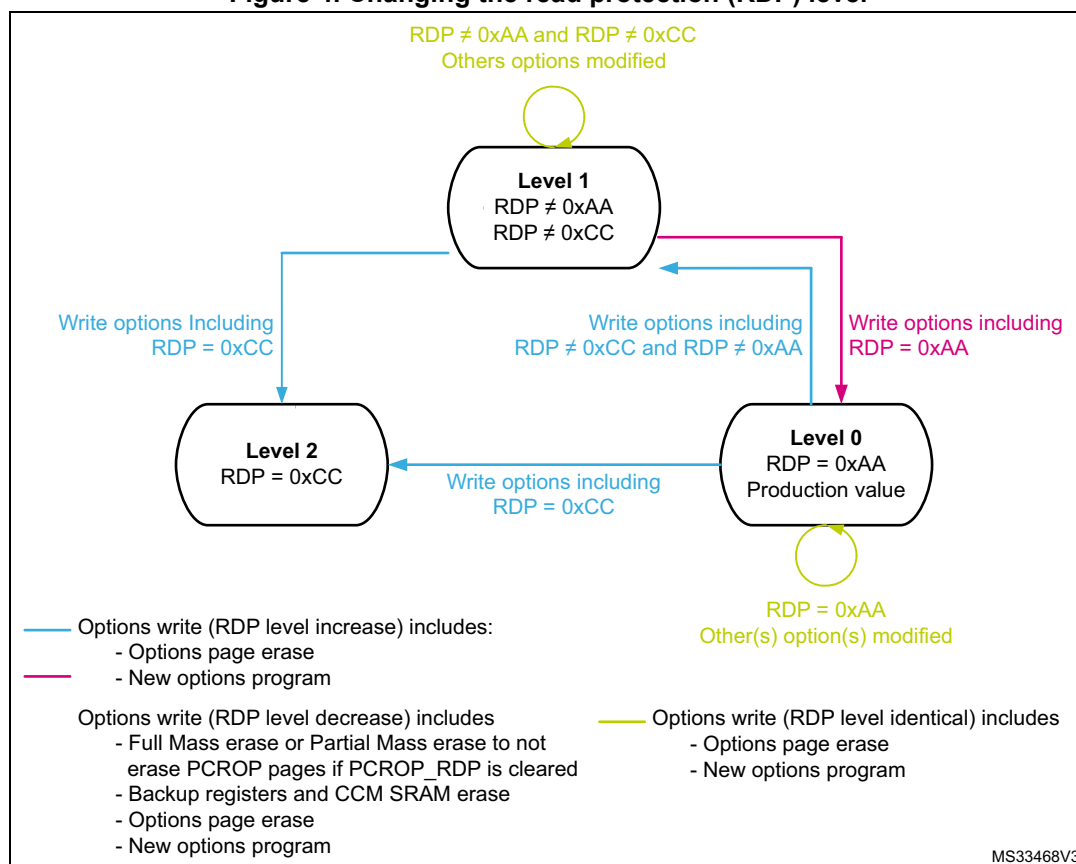 Figure 4. Changing the read protection (RDP) level
RDP ≠ 0xAA and RDP ≠ 0xCC
Others options modified
Level 1
RDP ≠ 0xAA
RDP ≠ 0xCC
Write options Including
RDP = 0xCC
Write options including
RDP ≠ 0xCC and RDP ≠ 0xAA
Write options including
RDP = 0xAA
Level 2
RDP = 0xCC
Level 0
RDP = 0xAA
Production value
Write options including
RDP = 0xCC
RDP = 0xAA
Other(s) option(s) modified
Options write (RDP level increase) includes:
- Options page erase
- New options program
Options write (RDP level decrease) includes
- Full Mass erase or Partial Mass erase to not
erase PCROP pages if PCROP_RDP is cleared
- Backup registers and CCM SRAM erase
- Options page erase
- New options program
Options write (RDP level identical) includes
- Options page erase
- New options program
MS33468V3